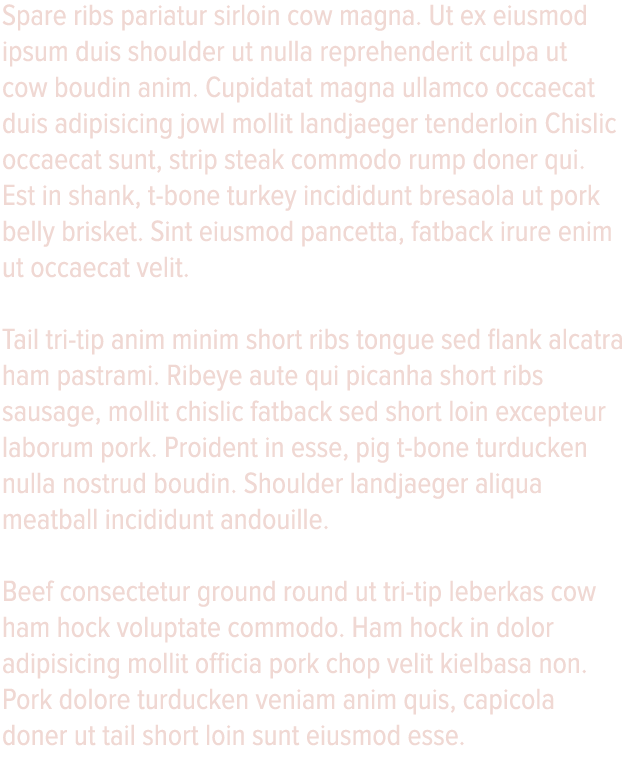 Spare ribs pariatur sirloin cow magna. Ut ex eiusmod
ipsum duis shoulder ut nulla reprehenderit culpa ut
cow boudin anim. Cupidatat magna ullamco occaecat
duis adipisicing jowl mollit landjaeger tenderloin Chislic
occaecat sunt, strip steak commodo rump doner qui.
Est in shank, t-bone turkey incididunt bresaola ut pork
belly brisket. Sint eiusmod pancetta, fatback irure enim
ut occaecat velit.

Tail tri-tip anim minim short ribs tongue sed flank alcatra
ham pastrami. Ribeye aute qui picanha short ribs
sausage, mollit chislic fatback sed short loin excepteur
laborum pork. Proident in esse, pig t-bone turducken
nulla nostrud boudin. Shoulder landjaeger aliqua
meatball incididunt andouille.

Beef consectetur ground round ut tri-tip leberkas cow
ham hock voluptate commodo. Ham hock in dolor
adipisicing mollit officia pork chop velit kielbasa non.
Pork dolore turducken veniam anim quis, capicola
doner ut tail short loin sunt eiusmod esse.